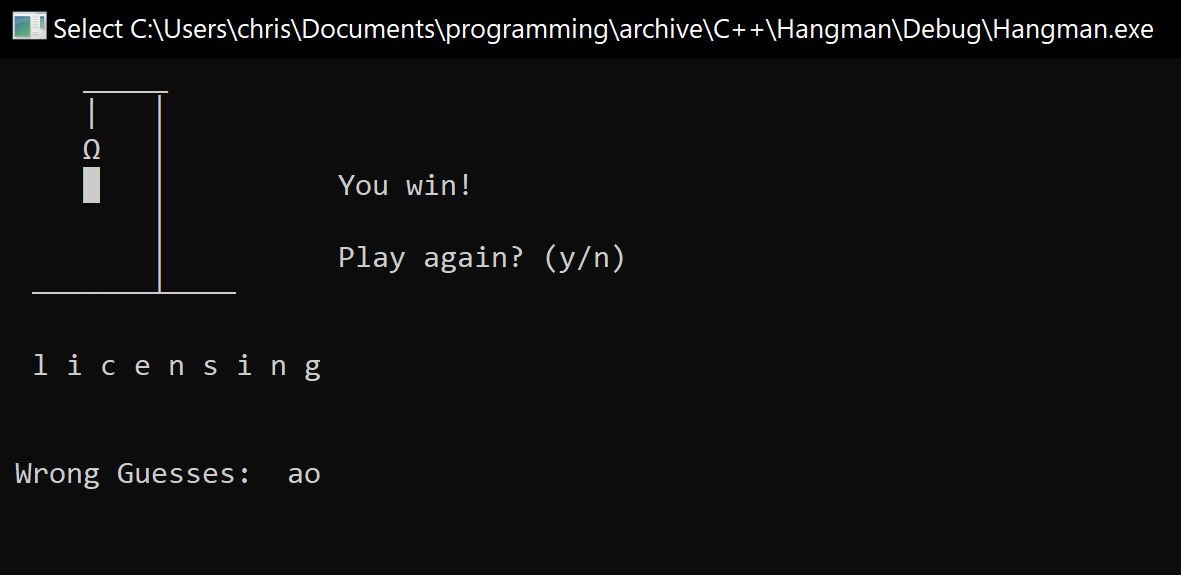 Select C:\Users\chris\Documents\programming\archive\C++\Hangman\Debug\Hangman.exe
Ω
You win!
Play again? (y/n)
l i c e n s i n g
Wrong Guesses:  ao